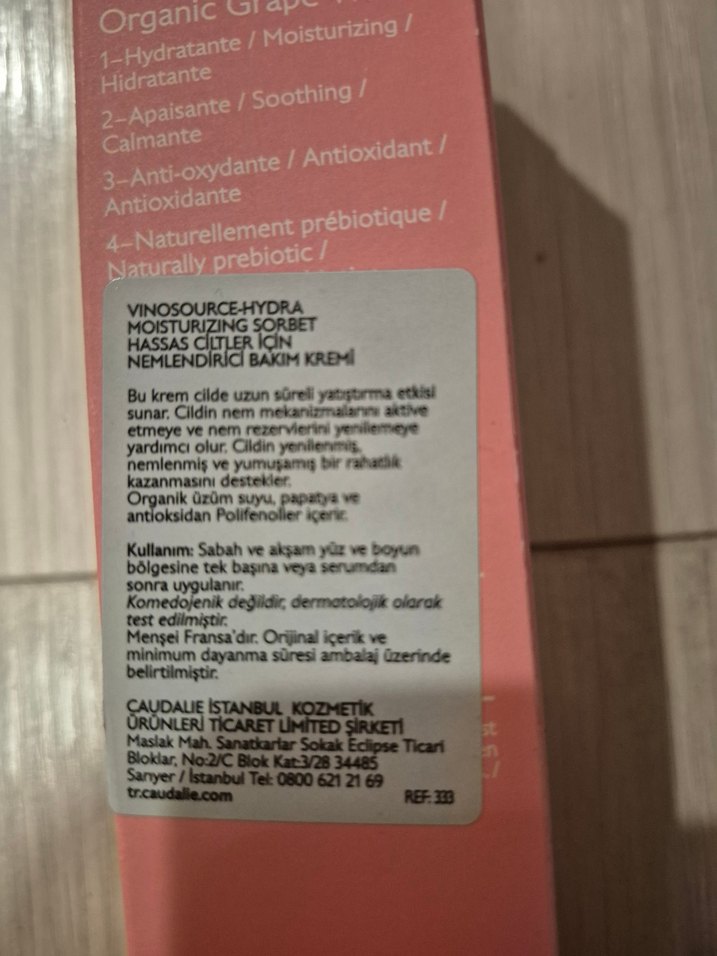 Organic Grape
1–Hydratante / Moisturizing /
Hidratante
2–Apaisante / Soothing /
Calmante
3–Anti-oxydante / Antioxidant /
Antioxidante
4–Naturellement prébiotique /
Naturally prebiotic /
VINOSOURCE-HYDRA
MOISTURIZING SORBET
HASSAS CİLTLER İÇİN
NEMLENDİRİCİ BAKIM KREMİ
Bu krem cilde uzun süreli yatıştırma etkisi
sunar. Cildin nem mekanizmalarını aktive
etmeye ve nem rezervlerini yenilemeye
yardımcı olur. Cildin yenilenmiş,
nemlenmiş ve yumuşamış bir rahatlık
kazanmasını destekler.
Organik üzüm suyu, papatya ve
antioksidan Polifenoller içerir.
Kullanım: Sabah ve akşam yüz ve boyun
bölgesine tek başına veya serumdan
sonra uygulanır.
Komedojenik değildir, dermatolojik olarak
test edilmiştir.
Menşei Fransa'dır. Orijinal içerik ve
minimum dayanma süresi ambalaj üzerinde
belirtilmiştir.
CAUDALIE İSTANBUL KOZMETİK
ÜRÜNLERİ TİCARET LİMİTED ŞİRKETİ
Maslak Mah. Sanatkarlar Sokak Eclipse Ticari
Bloklar, No:2/C Blok Kat:3/28 34485
Sarıyer / İstanbul Tel: 0800 621 21 69
tr.caudalie.com REF: 333